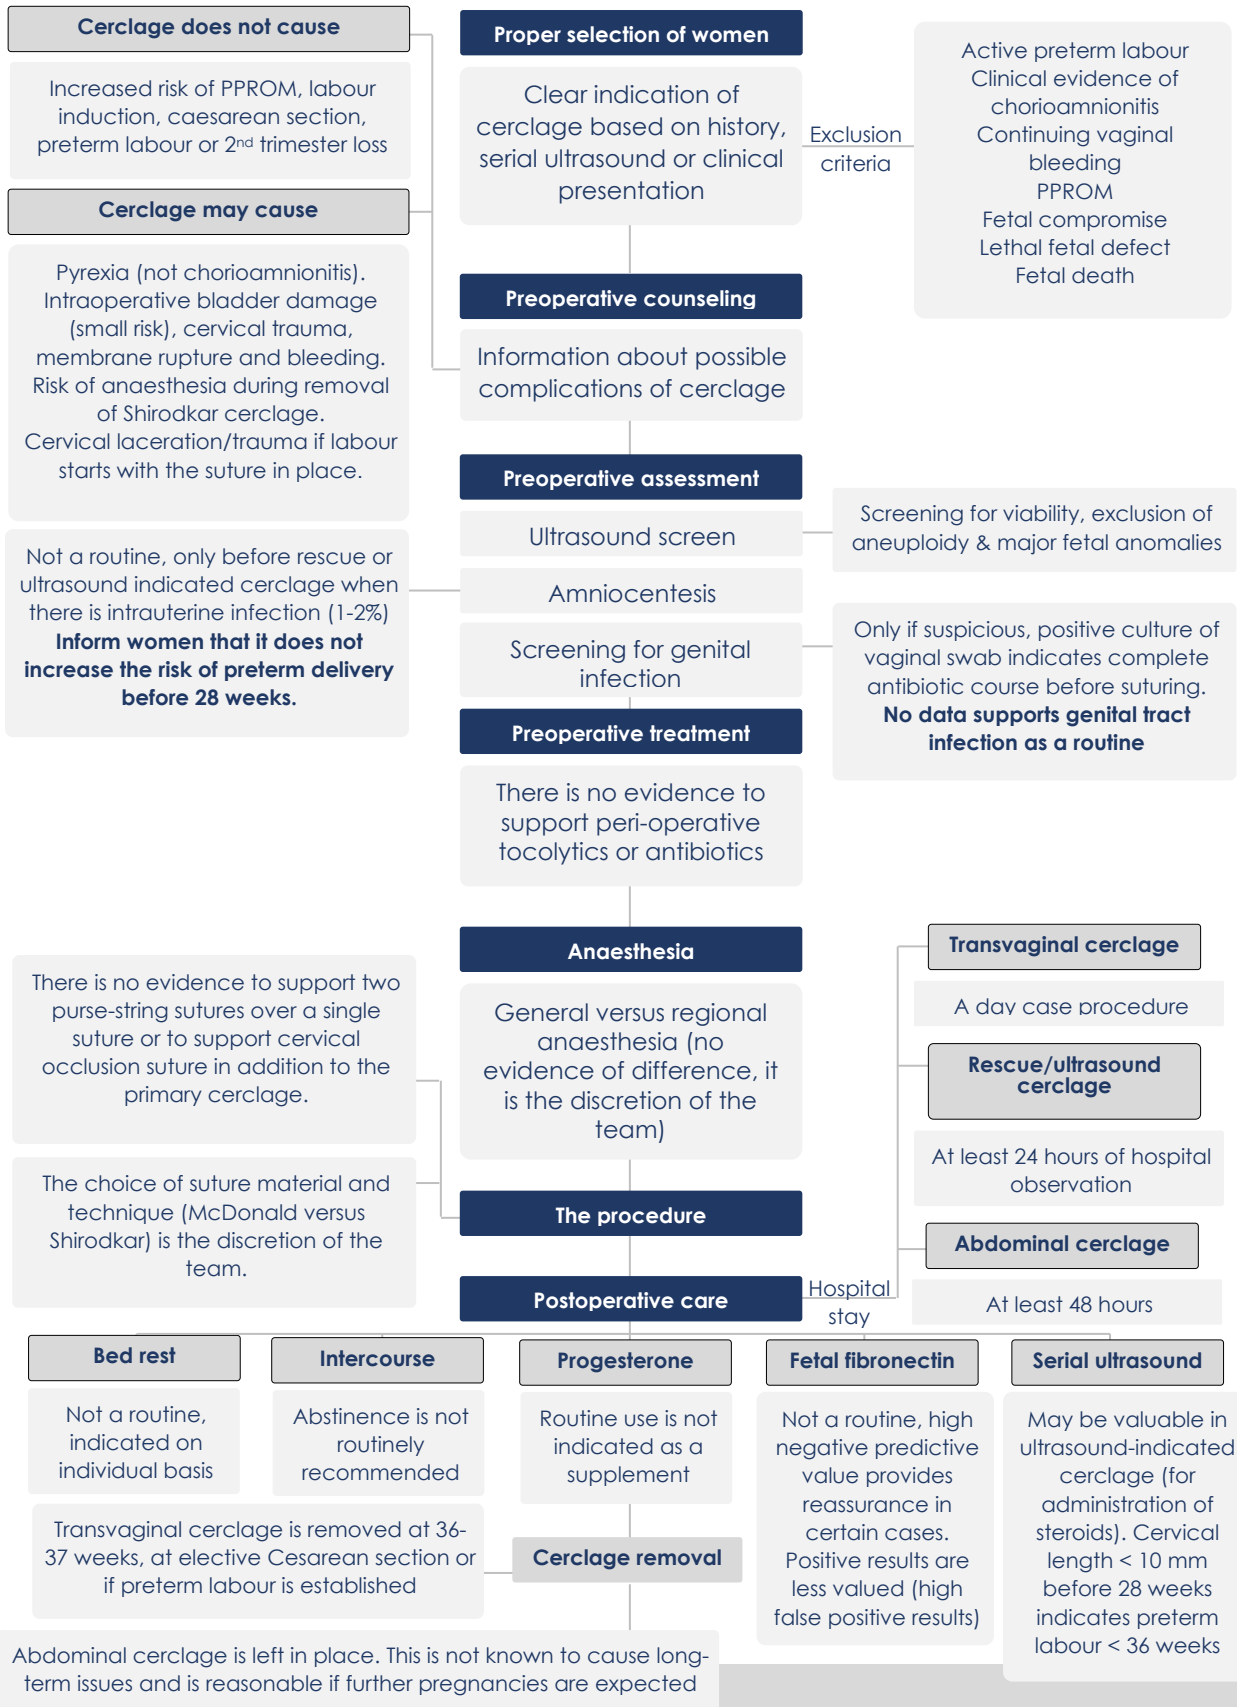 Cerclage does not cause
Increased risk of PPROM, labour
induction, caesarean section,
preterm labour or 2nd trimester loss
Cerclage may cause
Pyrexia (not chorioamnionitis).
Intraoperative bladder damage
(small risk), cervical trauma,
membrane rupture and bleeding.
Risk of anaesthesia during removal
of Shirodkar cerclage.
Cervical laceration/trauma if labour
starts with the suture in place.
Proper selection of women
Clear indication of
cerclage based on history,
serial ultrasound or clinical
presentation
Exclusion
criteria
Active preterm labour
Clinical evidence of
chorioamnionitis
Continuing vaginal
bleeding
PPROM
Fetal compromise
Lethal fetal defect
Fetal death
Preoperative counseling
Information about possible
complications of cerclage
Preoperative assessment
Ultrasound screen
Screening for viability, exclusion of
aneuploidy & major fetal anomalies
Amniocentesis
Not a routine, only before rescue or
ultrasound indicated cerclage when
there is intrauterine infection (1-2%)
Inform women that it does not
increase the risk of preterm delivery
before 28 weeks.
Screening for genital
infection
Only if suspicious, positive culture of
vaginal swab indicates complete
antibiotic course before suturing.
No data supports genital tract
infection as a routine
Preoperative treatment
There is no evidence to
support peri-operative
tocolytics or antibiotics
Anaesthesia
General versus regional
anaesthesia (no
evidence of difference, it
is the discretion of the
team)
There is no evidence to support two
purse-string sutures over a single
suture or to support cervical
occlusion suture in addition to the
primary cerclage.
The choice of suture material and
technique (McDonald versus
Shirodkar) is the discretion of the
team.
The procedure
Postoperative care
Hospital
stay
Transvaginal cerclage
A day case procedure
Rescue/ultrasound
cerclage
At least 24 hours of hospital
observation
Abdominal cerclage
At least 48 hours
Bed rest
Not a routine,
indicated on
individual basis
Intercourse
Abstinence is not
routinely
recommended
Progesterone
Routine use is not
indicated as a
supplement
Fetal fibronectin
Not a routine, high
negative predictive
value provides
reassurance in
certain cases.
Positive results are
less valued (high
false positive results)
Serial ultrasound
May be valuable in
ultrasound-indicated
cerclage (for
administration of
steroids). Cervical
length < 10 mm
before 28 weeks
indicates preterm
labour < 36 weeks
Transvaginal cerclage is removed at 36-
37 weeks, at elective Cesarean section or
if preterm labour is established
Cerclage removal
Abdominal cerclage is left in place. This is not known to cause long-
term issues and is reasonable if further pregnancies are expected